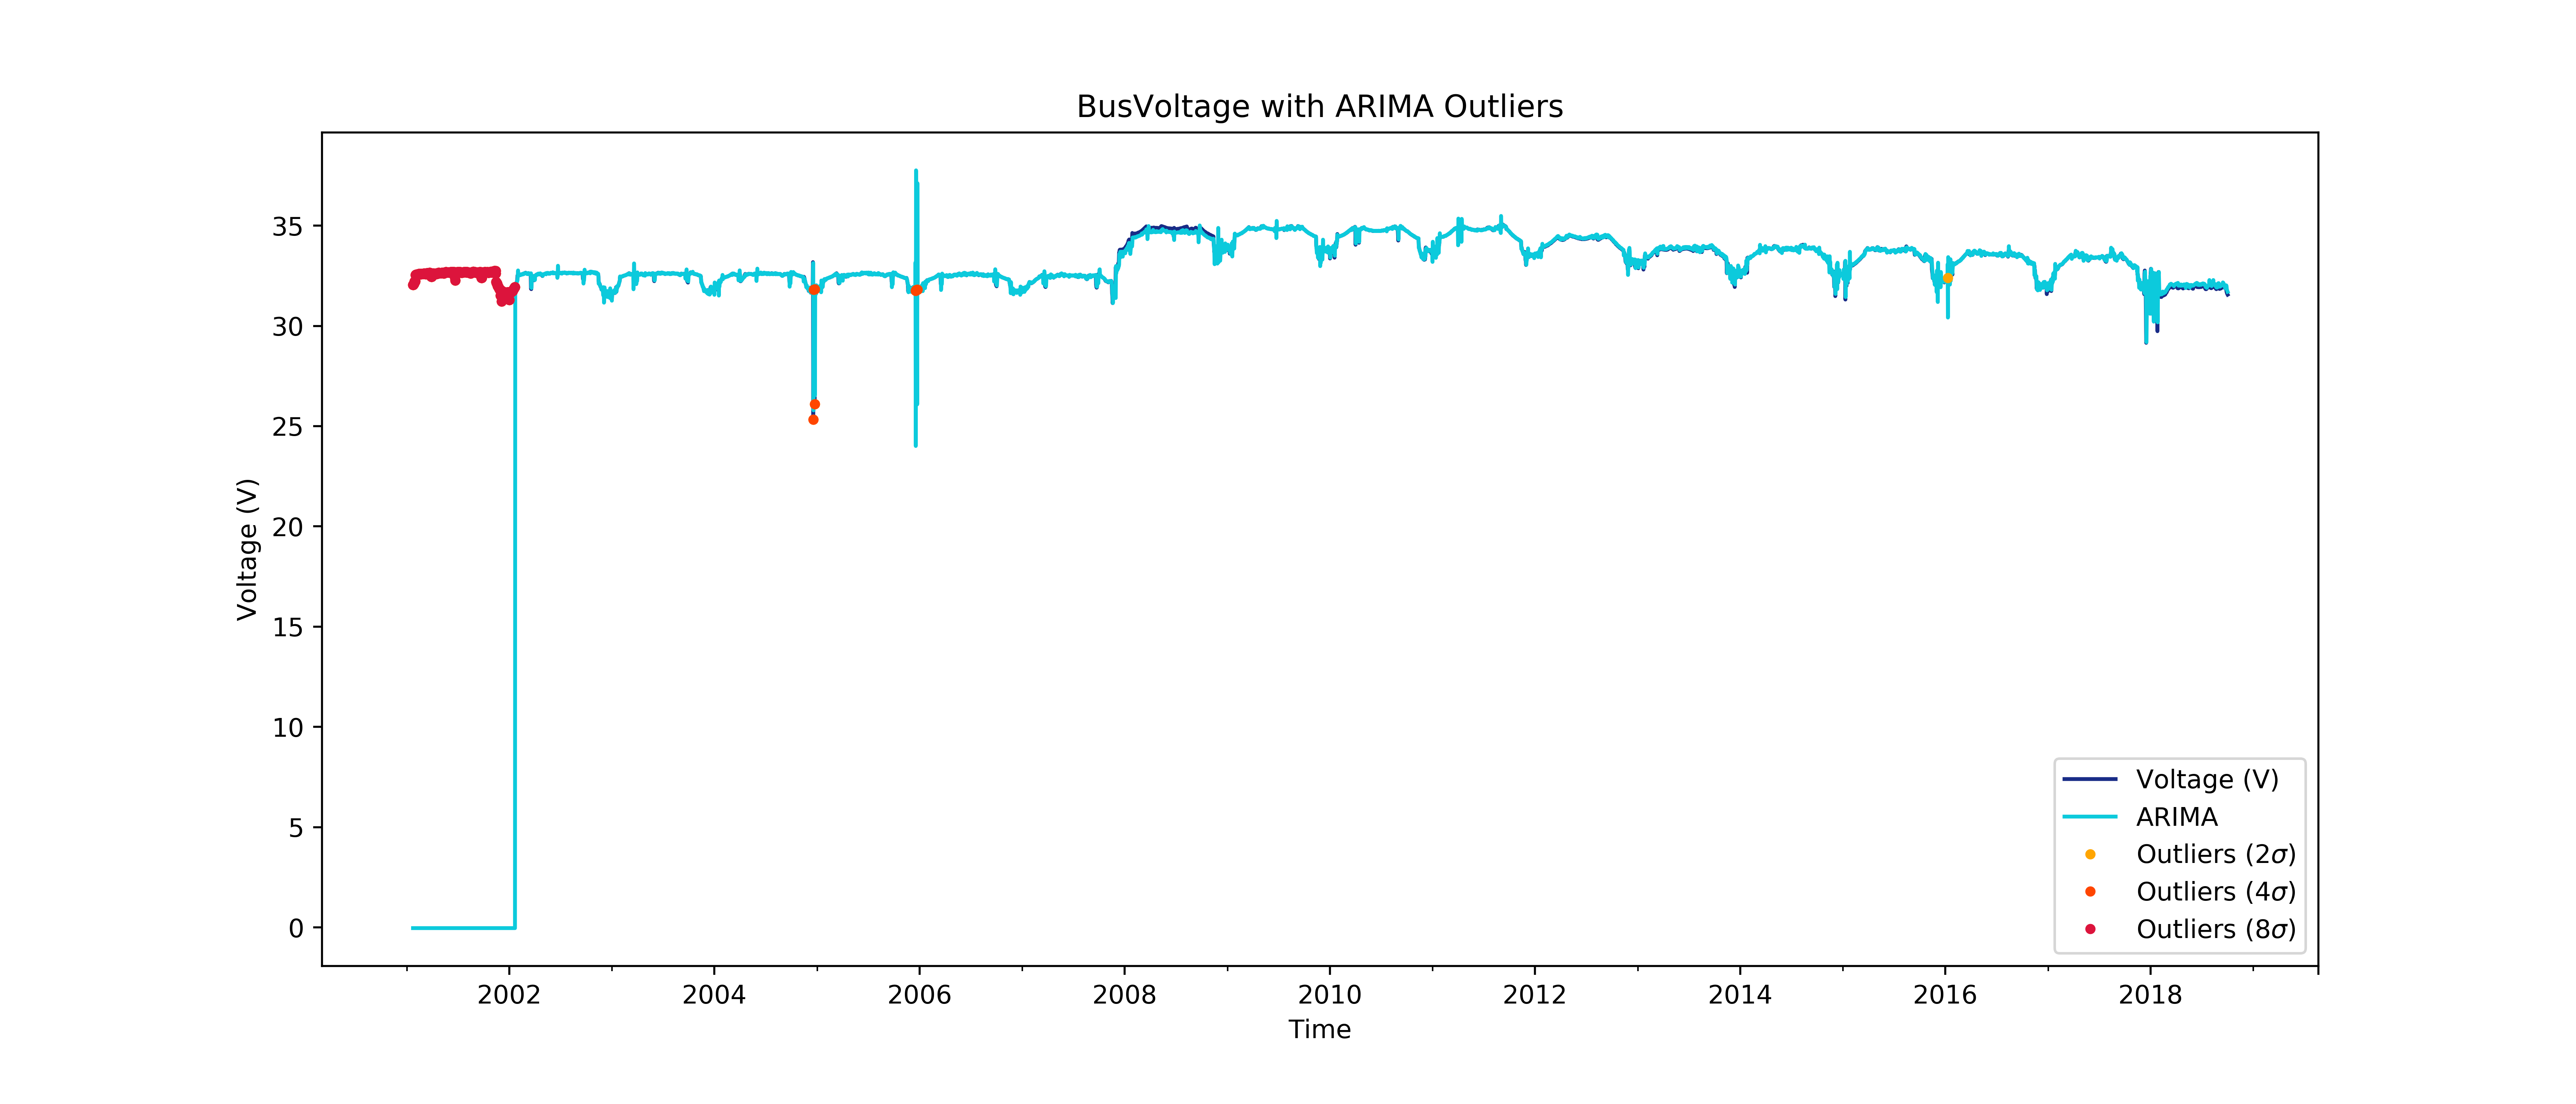 BusVoltage with ARIMA Outliers
Voltage (V)
35
30
25
20
15
10
5
0
2002 2004 2006 2008 2010 2012 2014 2016 2018
Time
Voltage (V)
ARIMA
Outliers (2σ)
Outliers (4σ)
Outliers (8σ)